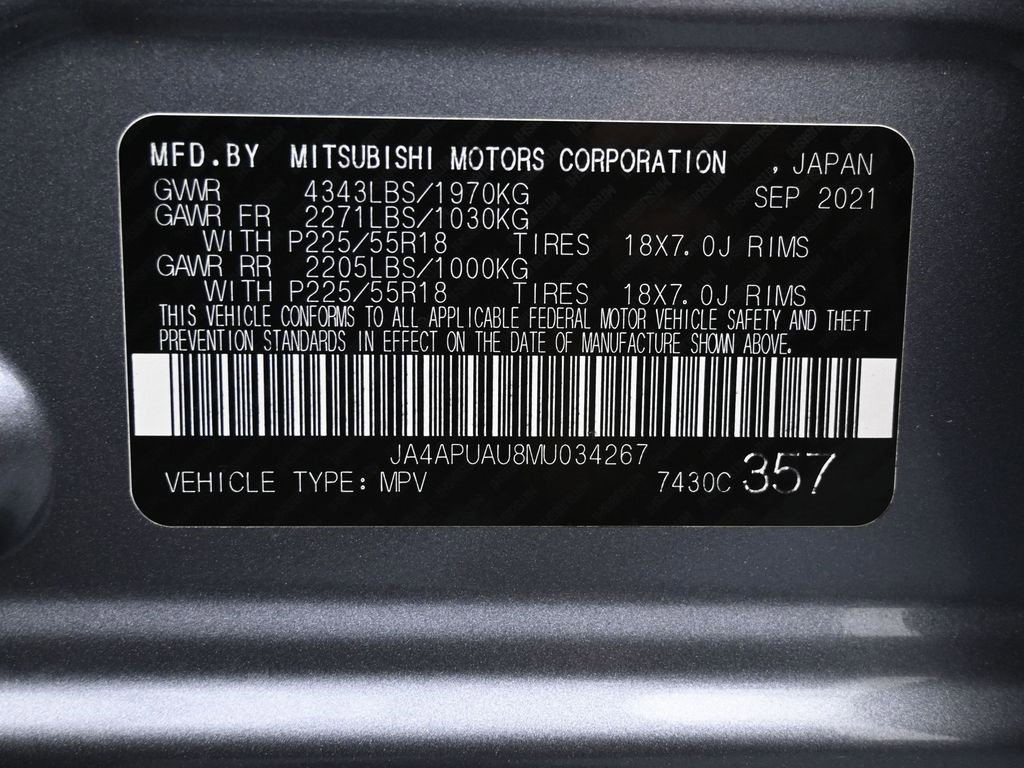 MFD.BY MITSUBISHI MOTORS CORPORATION , JAPAN
GVWR 4343LBS/1970KG SEP 2021
GAWR FR 2271LBS/1030KG
WITH P225/55R18 TIRES 18X7.0J RIMS
GAWR RR 2205LBS/1000KG
WITH P225/55R18 TIRES 18X7.0J RIMS
THIS VEHICLE CONFORMS TO ALL APPLICABLE FEDERAL MOTOR VEHICLE SAFETY AND THEFT
PREVENTION STANDARDS IN EFFECT ON THE DATE OF MANUFACTURE SHOWN ABOVE.
JA4APUAU8MU034267
VEHICLE TYPE: MPV 7430C 357